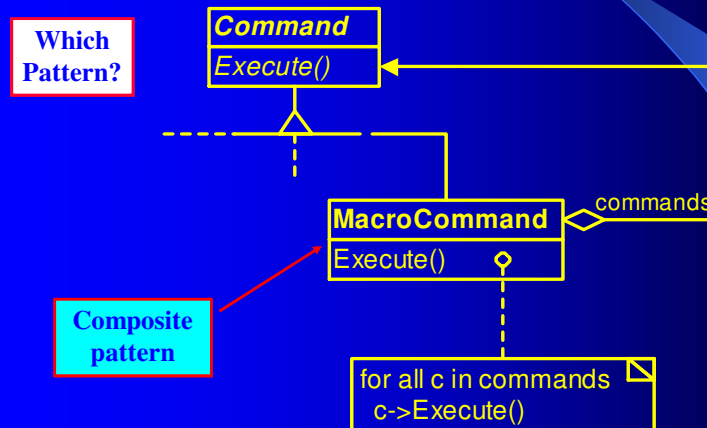 Which
Pattern?
Command
Execute()
MacroCommand
commands
Execute()
Composite
pattern
for all c in commands
c->Execute()